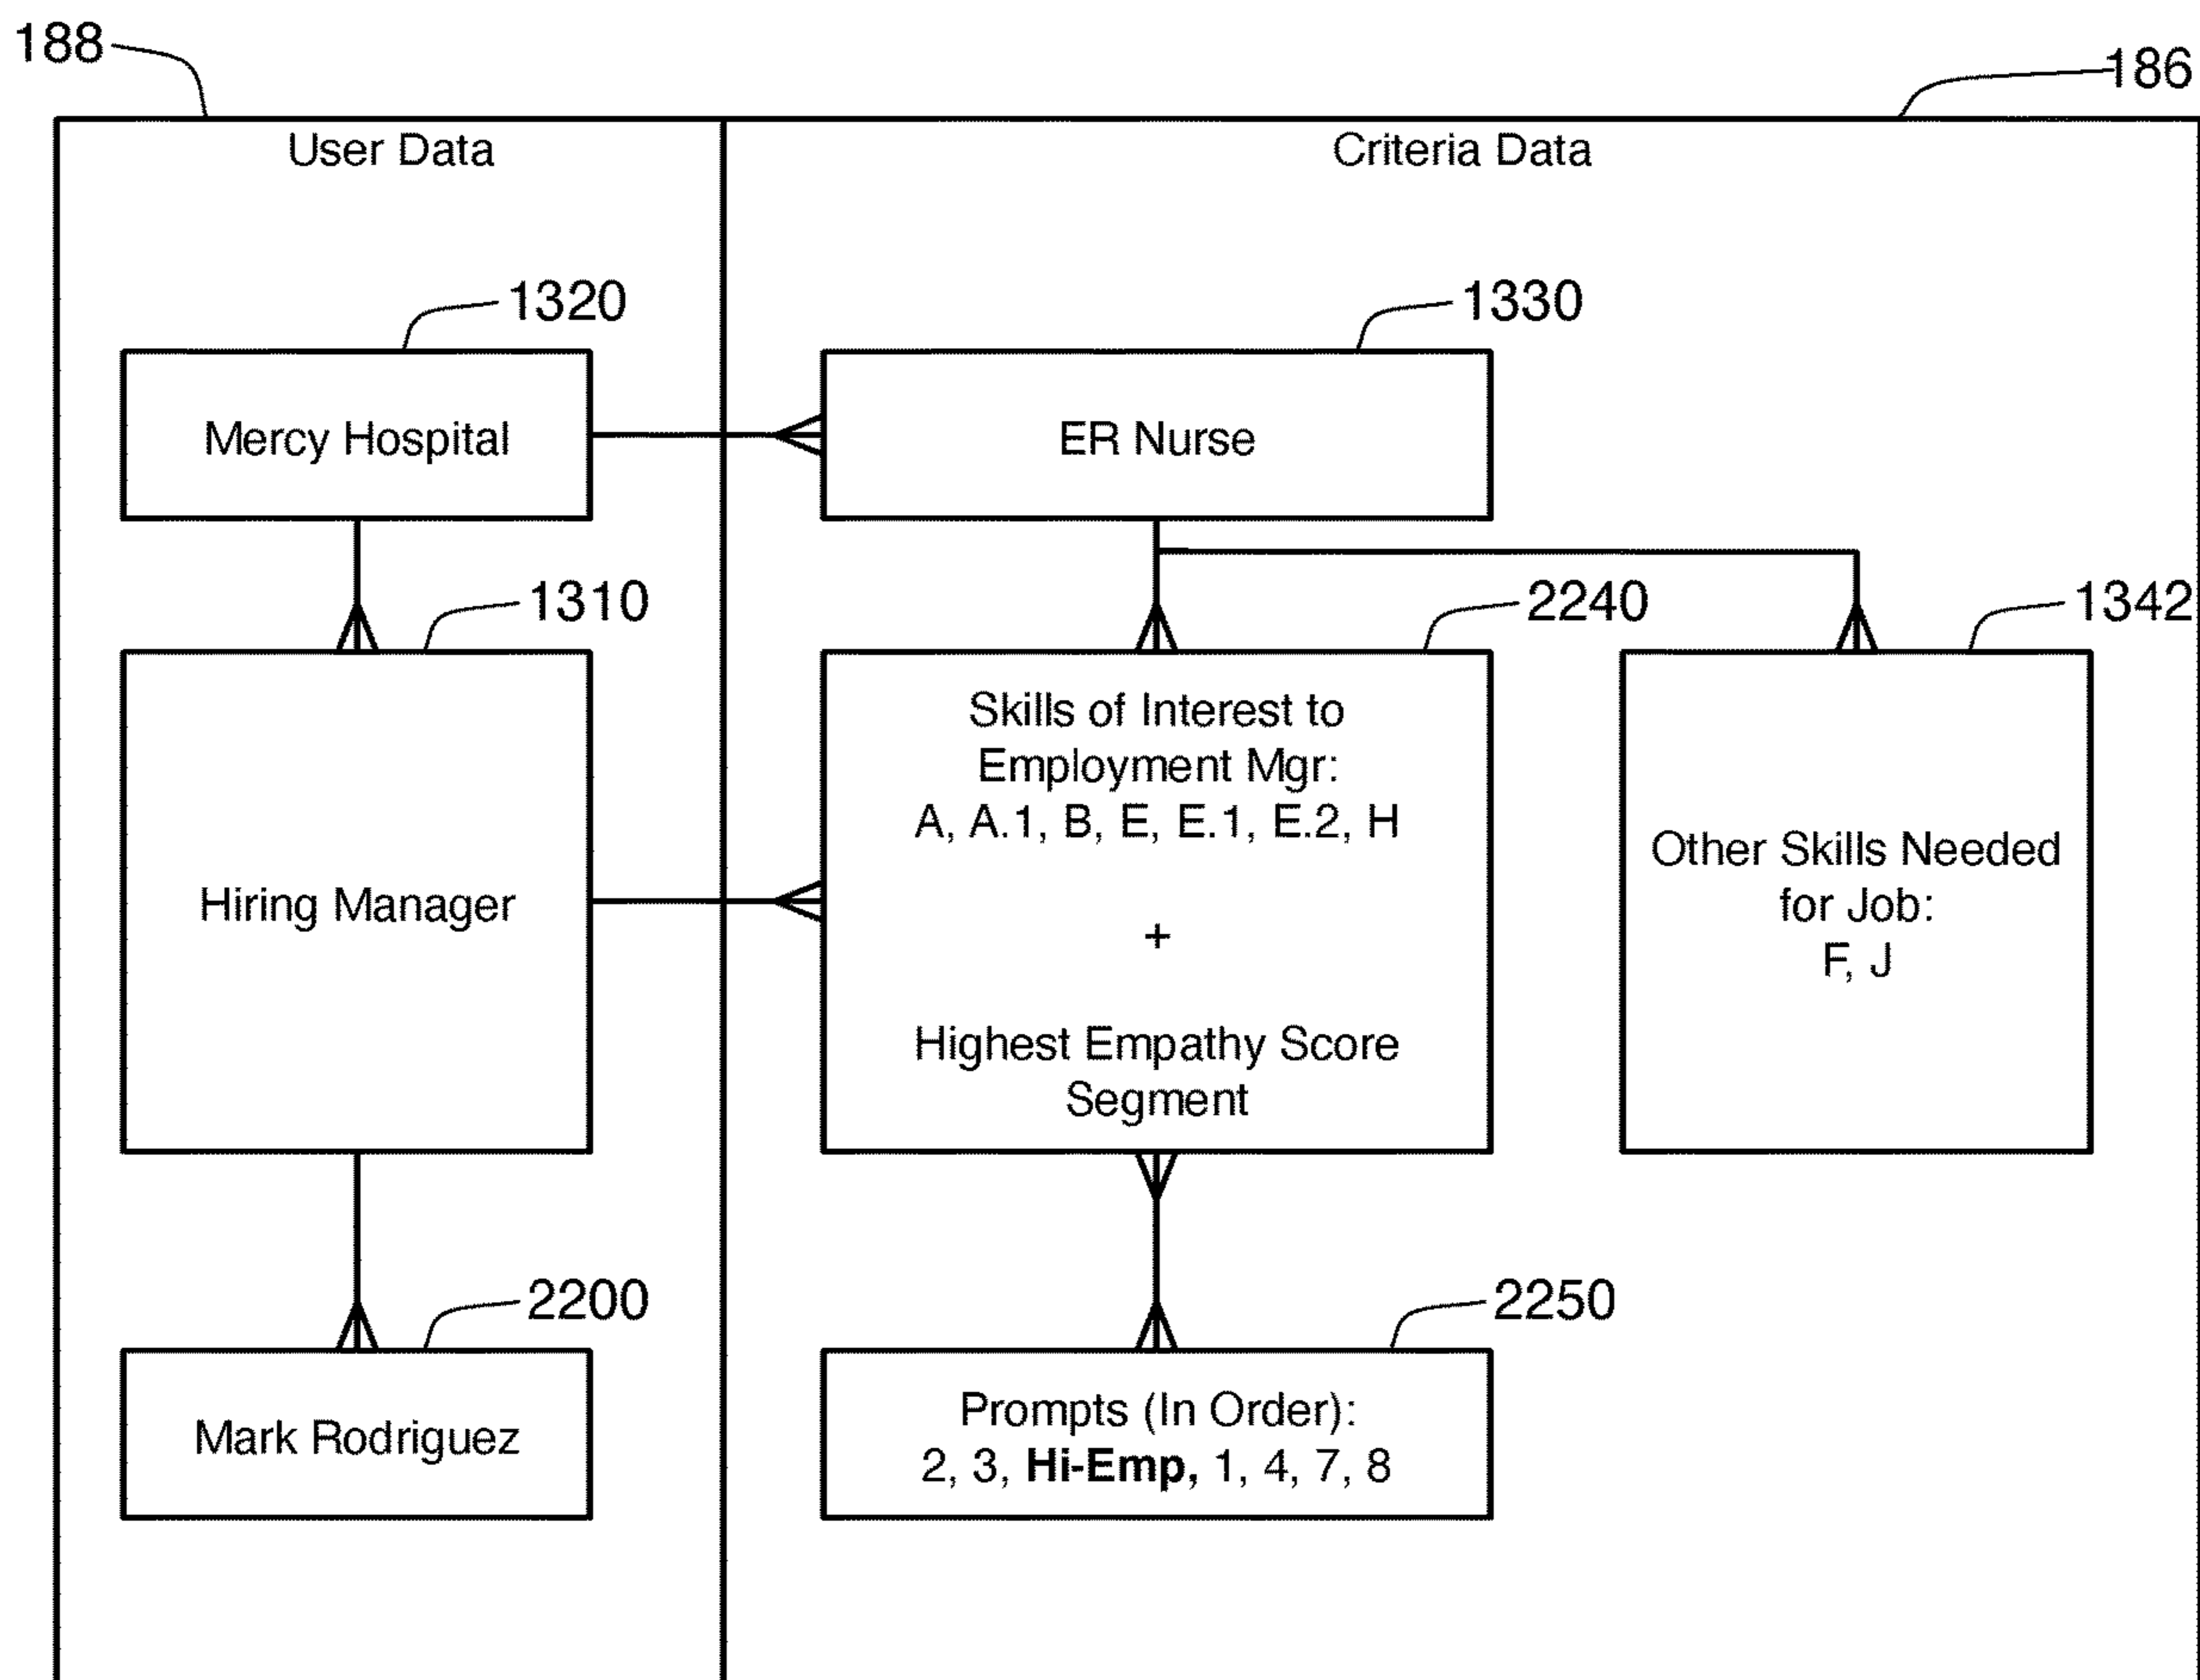 188
186
User Data
Criteria Data
1320
1330
Mercy Hospital
ER Nurse
1310
2240
1342
Hiring Manager
Skills of Interest to
Employment Mgr:
A, A.1, B, E, E.1, E.2, H
+
Highest Empathy Score
Segment
Other Skills Needed
for Job:
F, J
2200
2250
Mark Rodriguez
Prompts (In Order):
2, 3, Hi-Emp, 1, 4, 7, 8